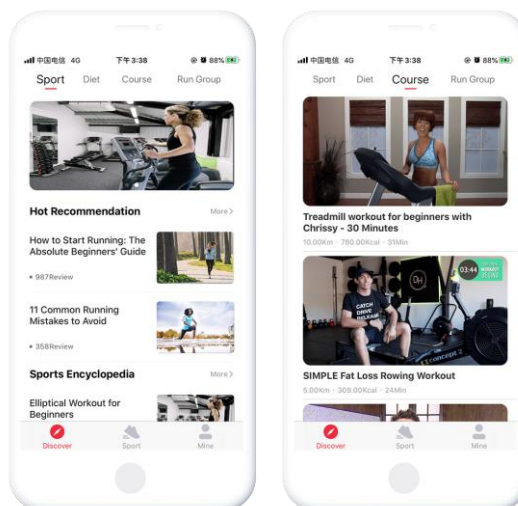 中国电信 4G 下午3:38 88%
Sport Diet Course Run Group
Hot Recommendation More >
How to Start Running: The
Absolute Beginners' Guide
• 987Review
11 Common Running
Mistakes to Avoid
• 358Review
Sports Encyclopedia More >
Elliptical Workout for
Beginners
Discover Sport Mine
中国电信 4G 下午3:38 88%
Sport Diet Course Run Group
Treadmill workout for beginners with
Chrissy - 30 Minutes
10.00Km · 780.00Kcal · 31Min
03:44
CATCH
DRIVE
RELEASE
DH
concept 2
SIMPLE Fat Loss Rowing Workout
5.00Km · 309.00Kcal · 24Min
Discover Sport Mine